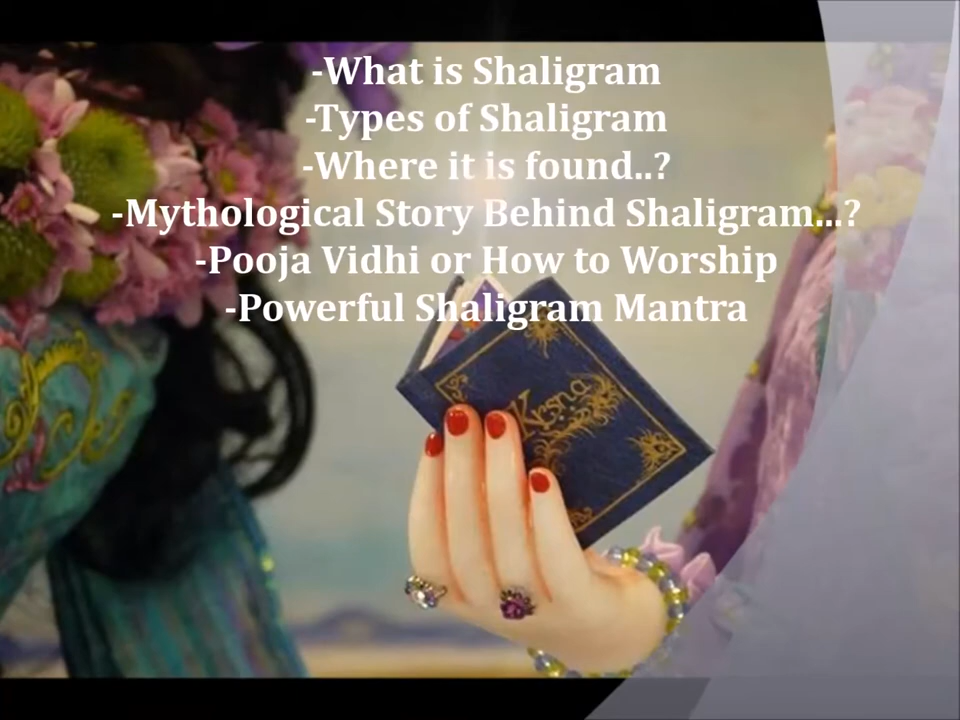 -What is Shaligram
-Types of Shaligram
-Where it is found..?
-Mythological Story Behind Shaligram...?
-Pooja Vidhi or How to Worship
-Powerful Shaligram Mantra
Krsna